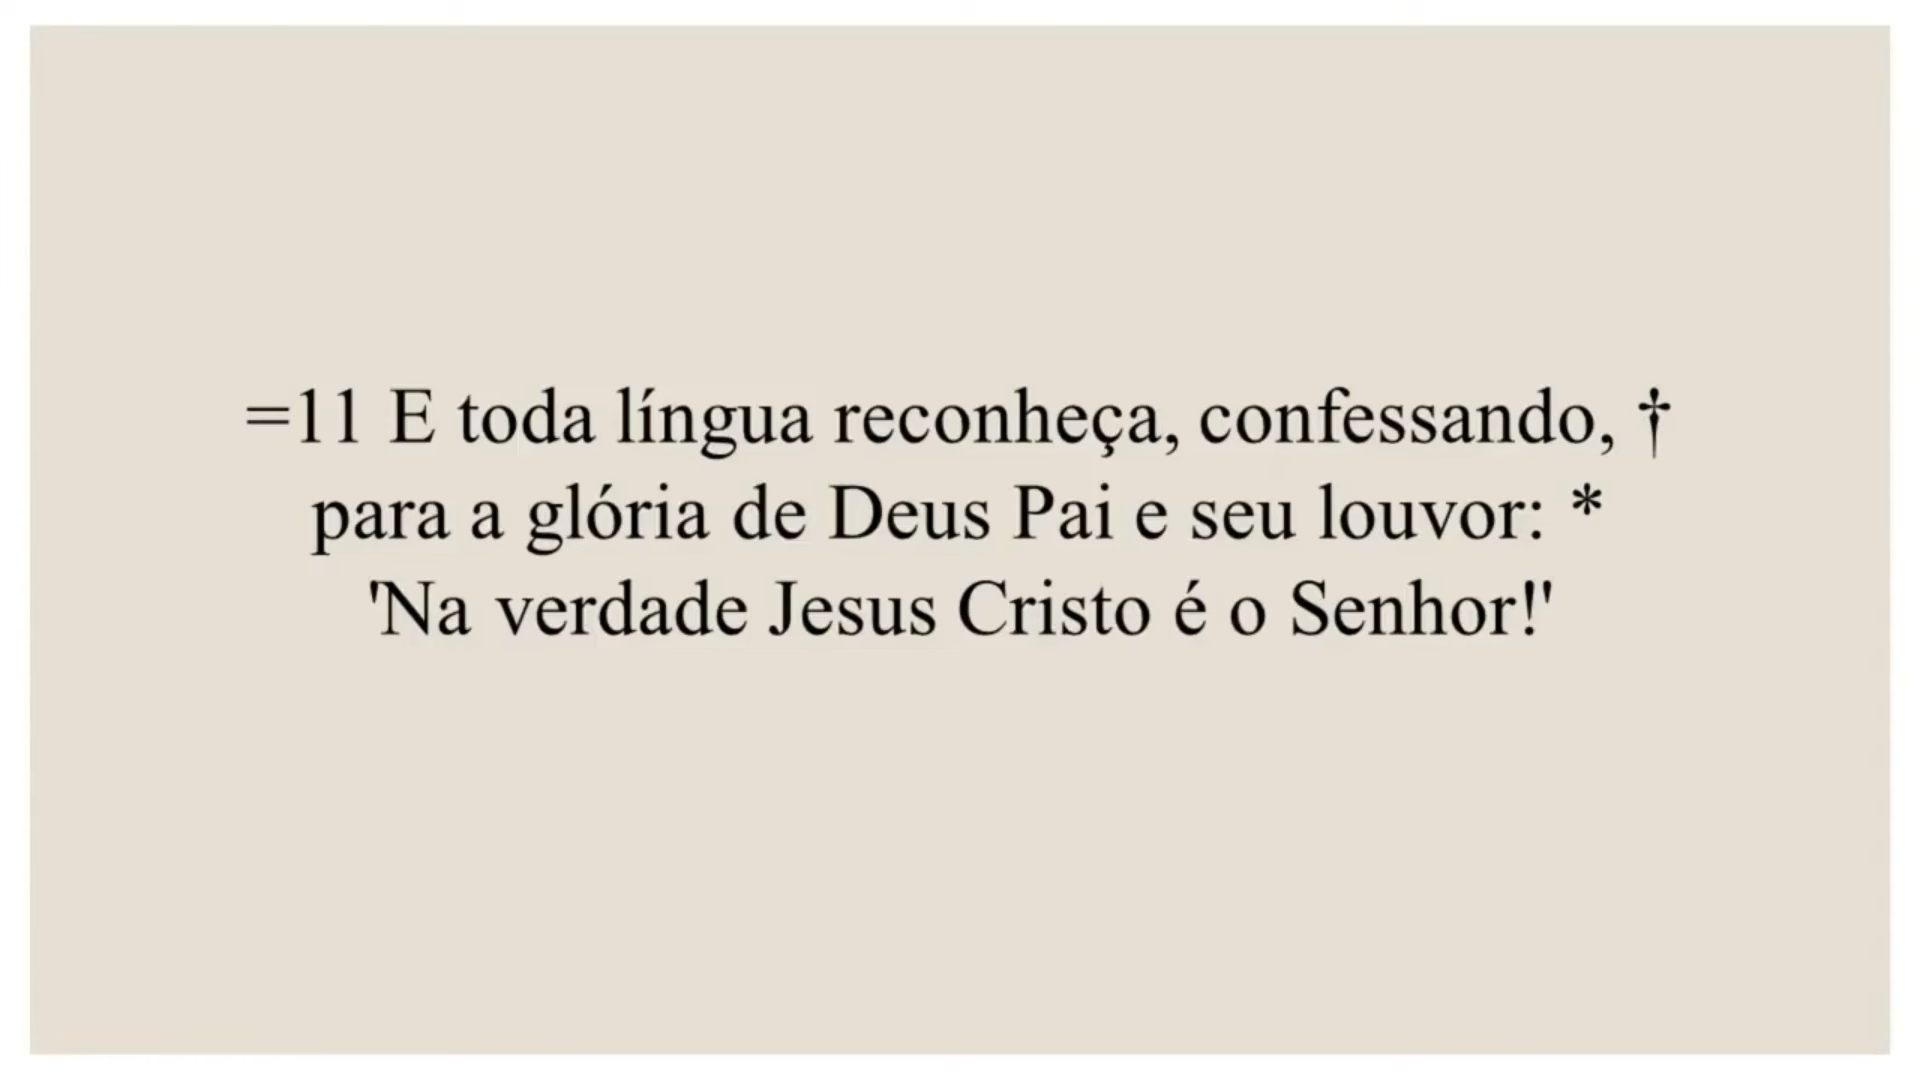 =11 E toda língua reconheça, confessando, †
para a glória de Deus Pai e seu louvor: *
'Na verdade Jesus Cristo é o Senhor!'